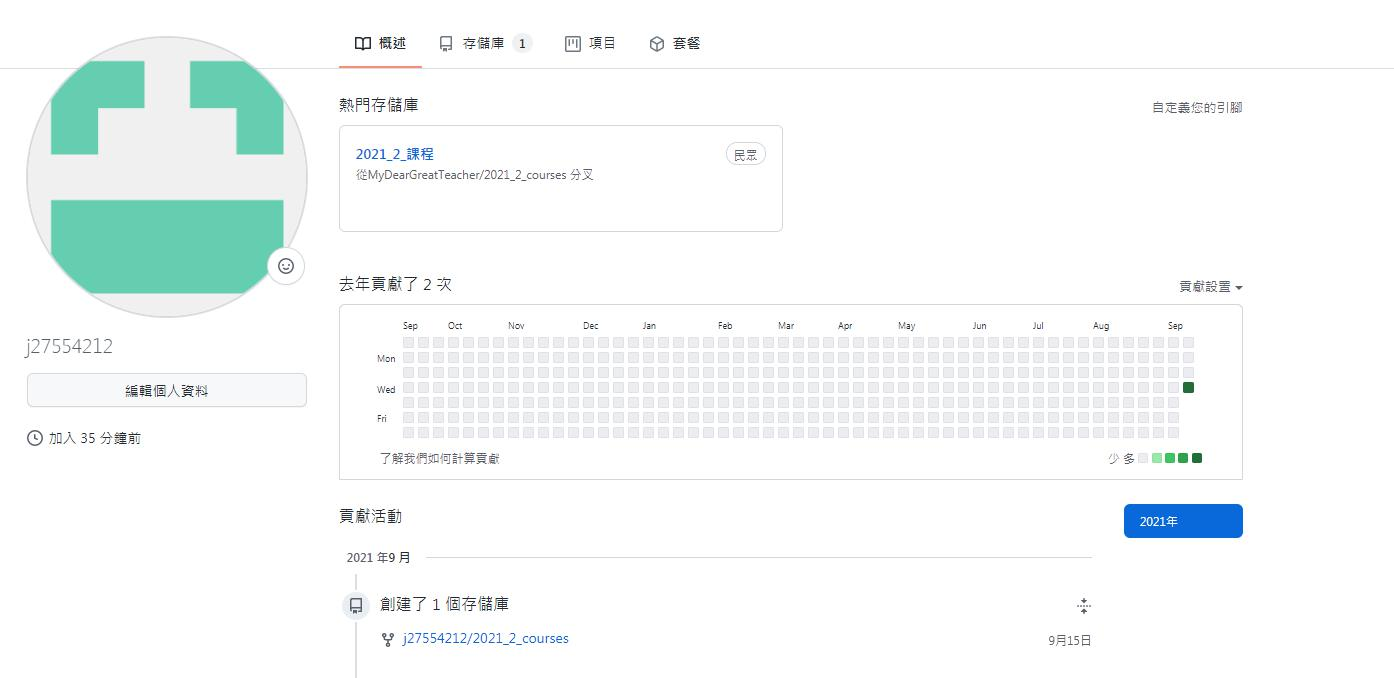 概述
存儲庫 1
項目
套餐
熱門存儲庫
自定義您的引腳
2021_2_課程
民眾
從MyDearGreatTeacher/2021_2_courses 分叉
去年貢獻了 2 次
貢獻設置
Sep Oct Nov Dec Jan Feb Mar Apr May Jun Jul Aug Sep
Mon
Wed
Fri
了解我們如何計算貢獻
少 多
j27554212
編輯個人資料
加入 35 分鐘前
貢獻活動
2021年
2021 年9 月
創建了 1 個存儲庫
j27554212/2021_2_courses
9月15日